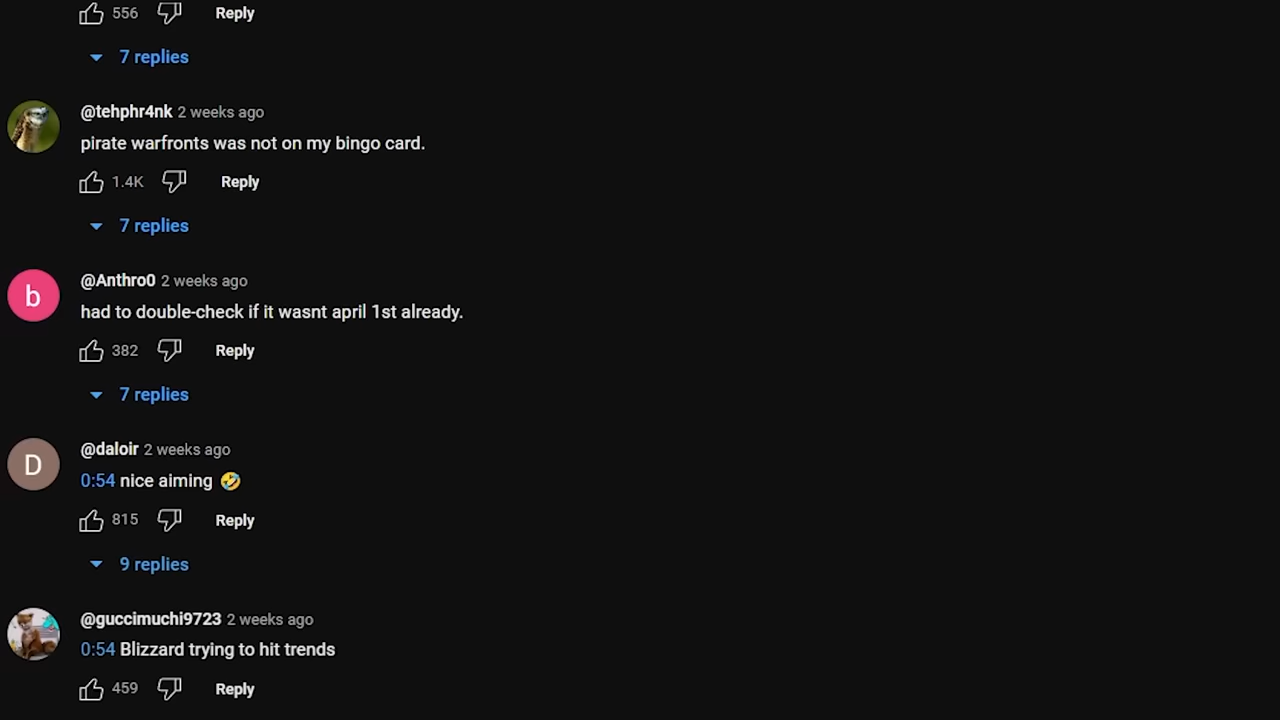 556 Reply
7 replies
@tehphr4nk 2 weeks ago
pirate warfronts was not on my bingo card.
1.4K Reply
7 replies
b
@Anthro0 2 weeks ago
had to double-check if it wasnt april 1st already.
382 Reply
7 replies
D
@daloir 2 weeks ago
0:54 nice aiming 🤣
815 Reply
9 replies
@guccimuchi9723 2 weeks ago
0:54 Blizzard trying to hit trends
459 Reply